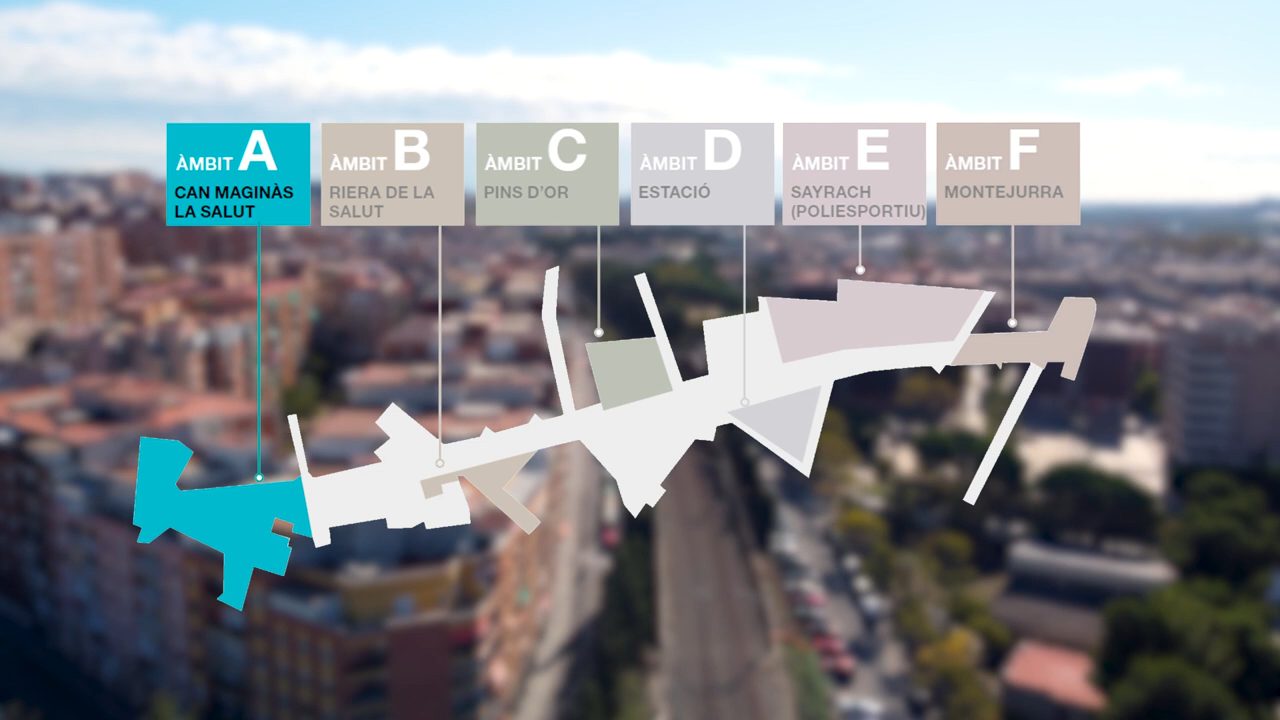 ÀMBIT A
CAN MAGINÀS
LA SALUT
ÀMBIT B
RIERA DE LA
SALUT
ÀMBIT C
PINS D'OR
ÀMBIT D
ESTACIÓ
ÀMBIT E
SAYRACH
(POLIESPORTIU)
ÀMBIT F
MONTEJURRA